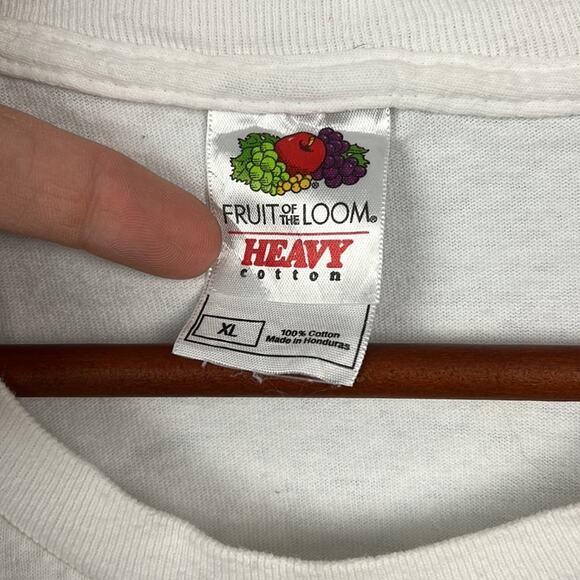 FRUIT OF THE LOOM®
HEAVY
cotton
XL
100% Cotton
Made in Honduras